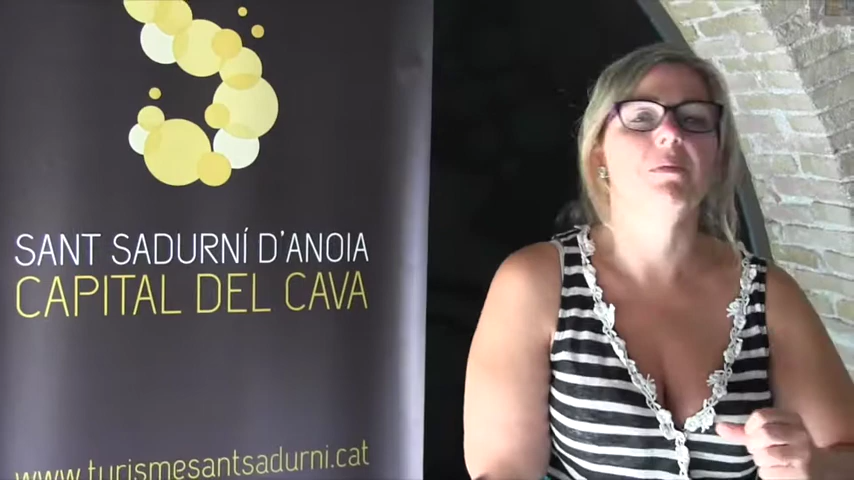 SANT SADURNÍ D'ANOIA
CAPITAL DEL CAVA
www.turismesantsadurni.cat